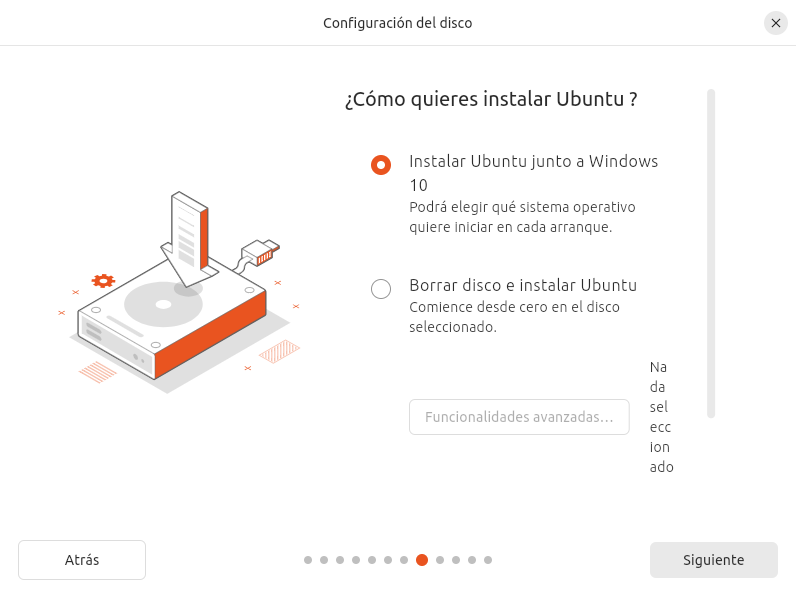 Configuración del disco
¿Cómo quieres instalar Ubuntu ?
Instalar Ubuntu junto a Windows
10
Podrá elegir qué sistema operativo
quiere iniciar en cada arranque.
Borrar disco e instalar Ubuntu
Comience desde cero en el disco
seleccionado.
Funcionalidades avanzadas...
Na
da
sel
ecc
ion
ado
Atrás
Siguiente